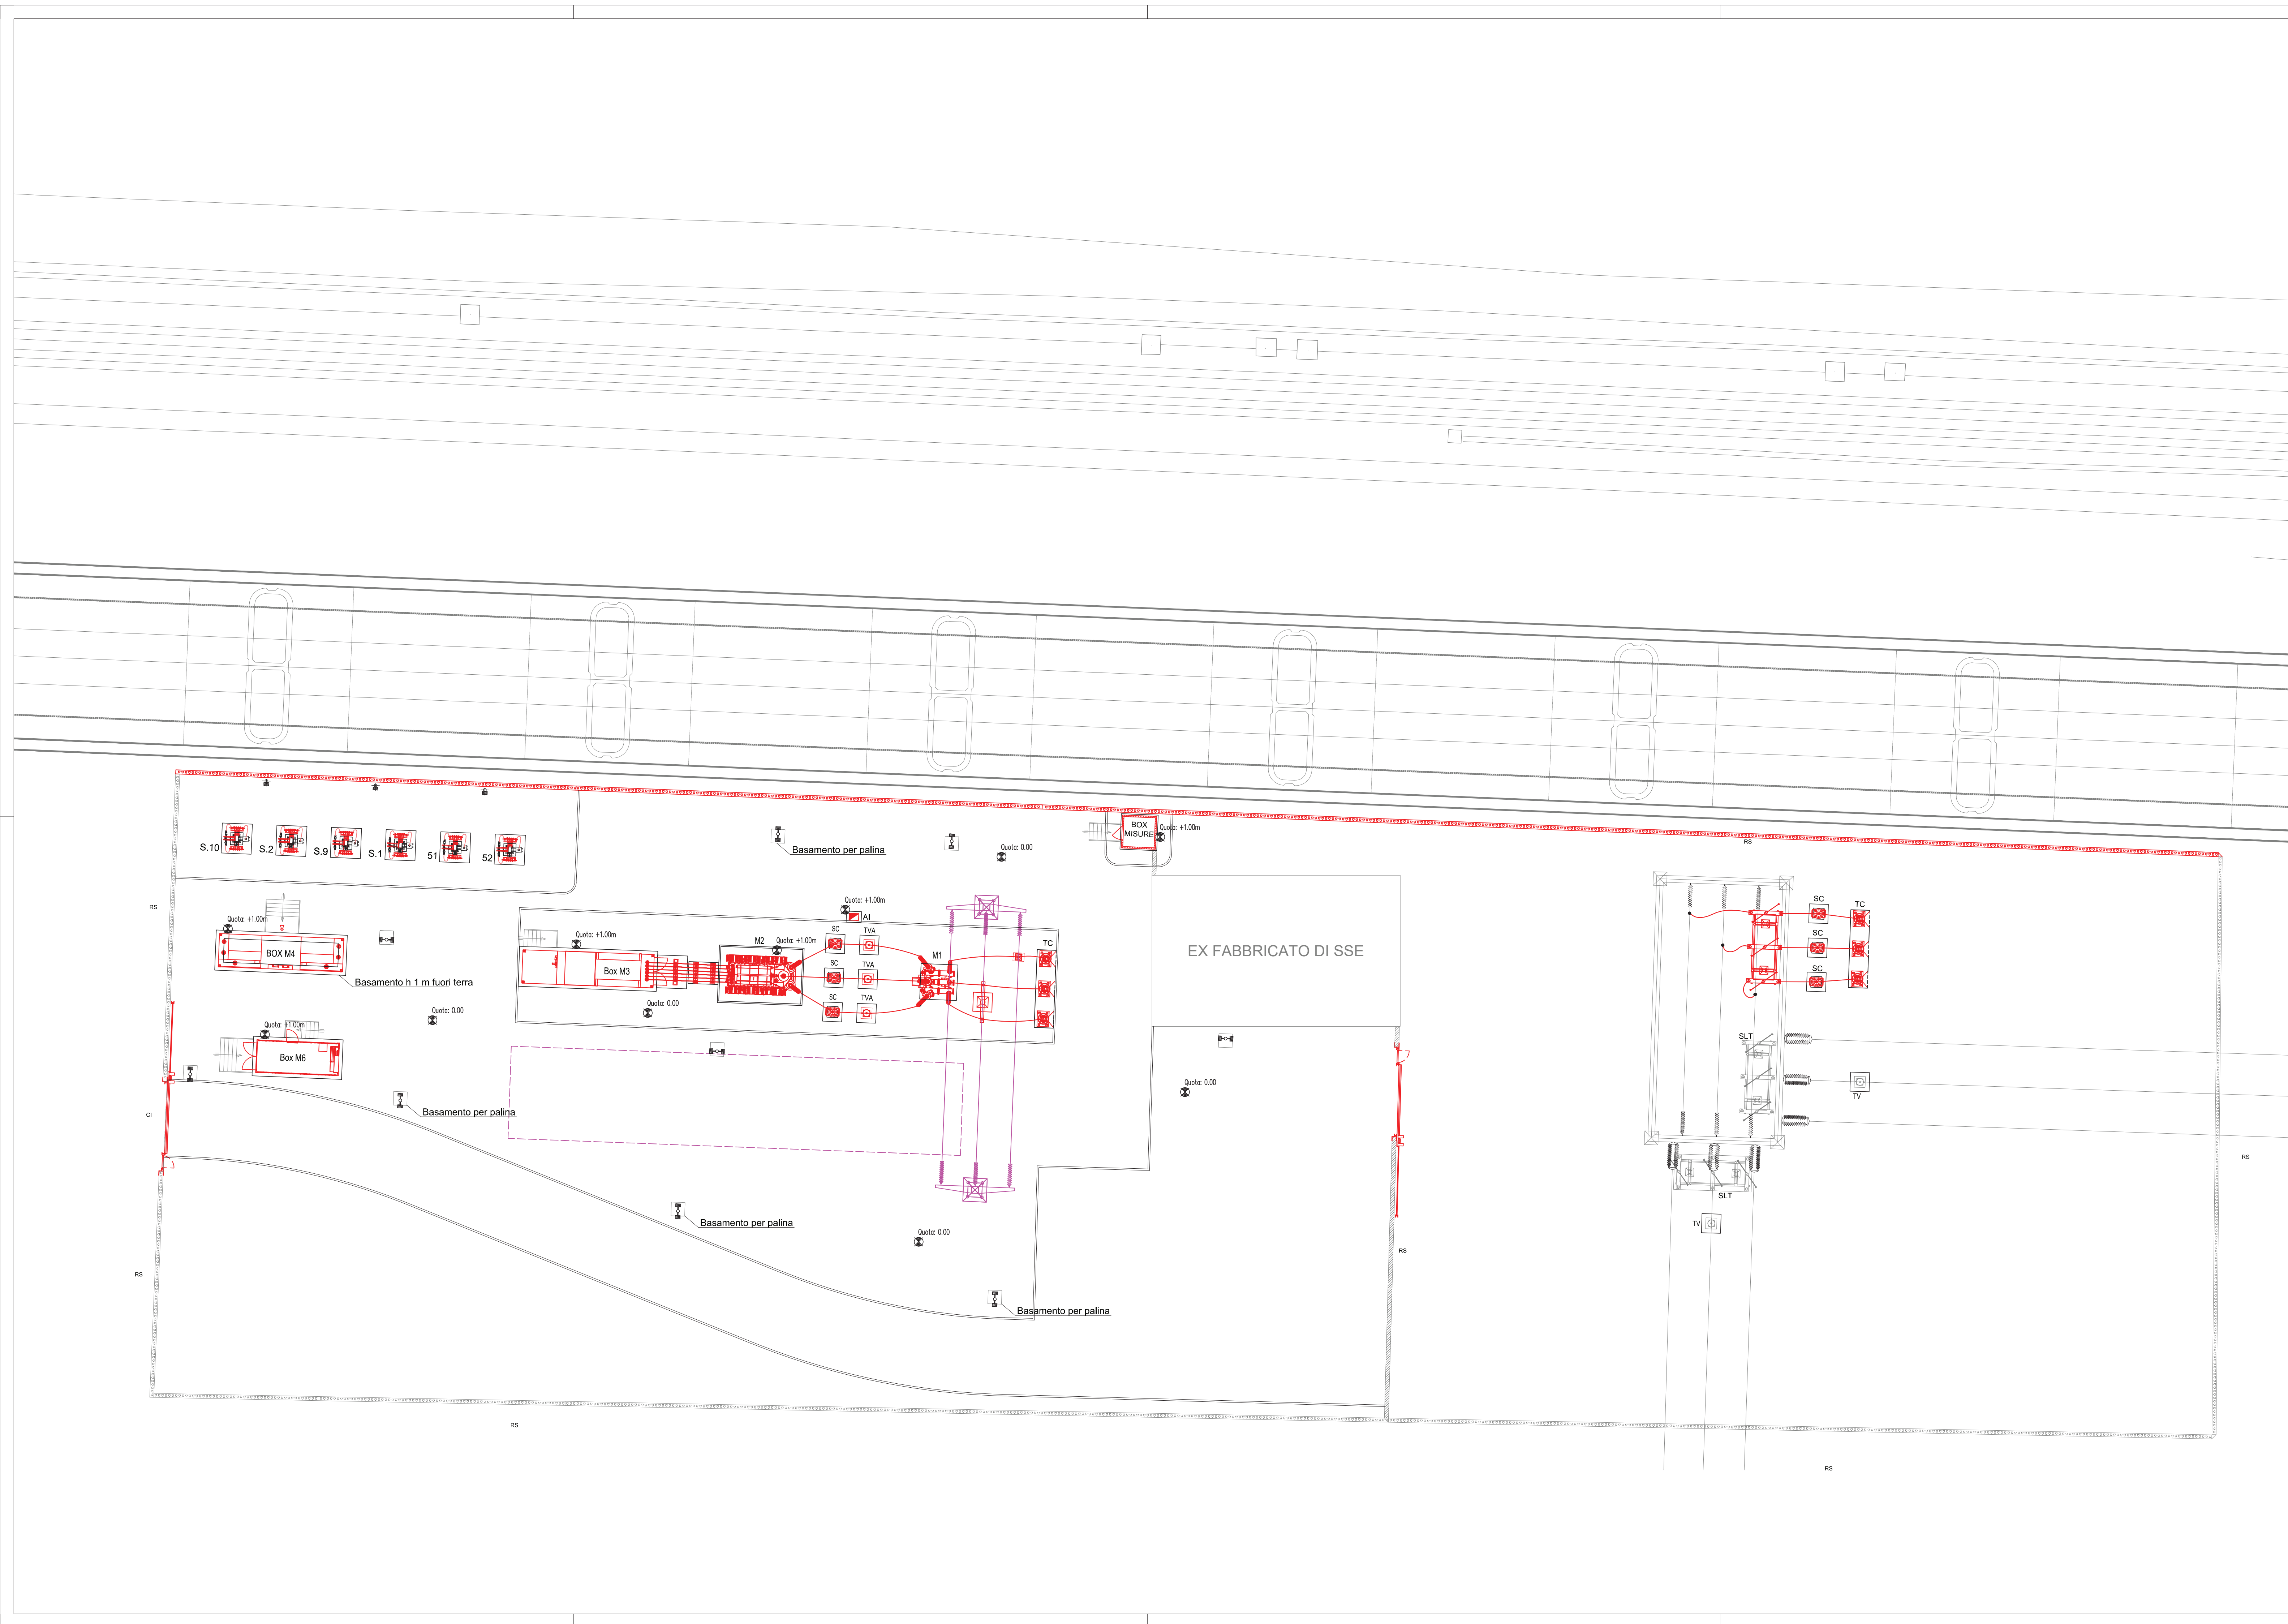 BOX
MISURE
Quota: +1.00m
S.10
S.2
S.9
S.1
51
52
Basamento per palina
Quota: 0.00
RS
EX FABBRICATO DI SSE
RS
Quota: +1.00m
BOX M4
Basamento h 1 m fuori terra
Quota: +1.00m
AI
Quota: +1.00m
Box M3
M2
Quota: +1.00m
SC
TVA
SC
TVA
SC
TVA
M1
TC
SC
TC
SC
SC
Quota: 0.00
Quota: 0.00
Quota: +1.00m
Box M6
SLT
TV
Quota: 0.00
CI
Basamento per palina
RS
SLT
TV
Basamento per palina
Quota: 0.00
RS
RS
Basamento per palina
RS
RS